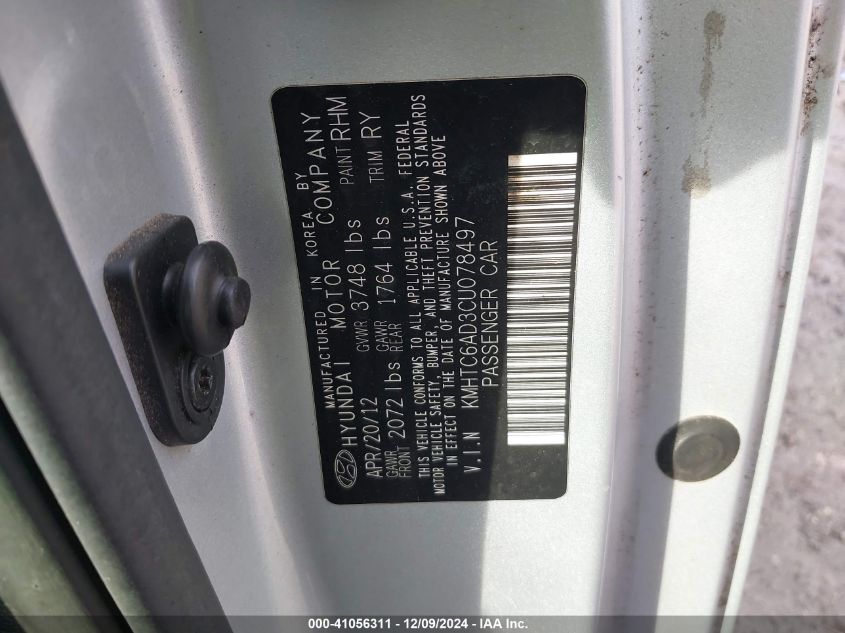 MANUFACTURED IN KOREA BY
HYUNDAI MOTOR COMPANY
APR/20/12 GVWR 3748 lbs PAINT RHM
GAWR FRONT 2072 lbs GAWR REAR 1764 lbs TRIM RY
THIS VEHICLE CONFORMS TO ALL APPLICABLE U.S.A. FEDERAL
MOTOR VEHICLE SAFETY, BUMPER, AND THEFT PREVENTION STANDARDS
IN EFFECT ON THE DATE OF MANUFACTURE SHOWN ABOVE
V.I.N KMHTC6AD3CU078497
PASSENGER CAR
000-41056311 - 12/09/2024 - IAA Inc.